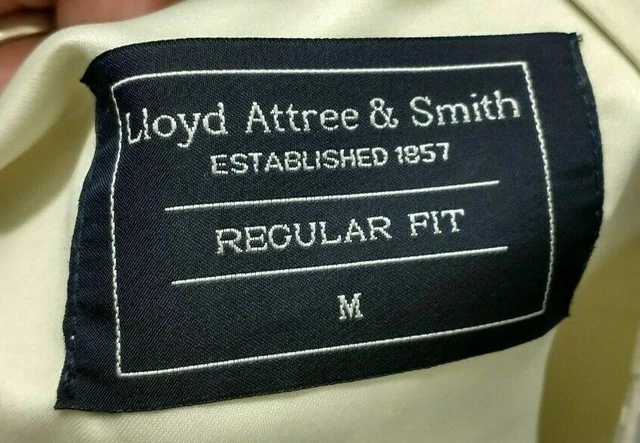 Lloyd Attree & Smith
ESTABLISHED 1857
REGULAR FIT
M